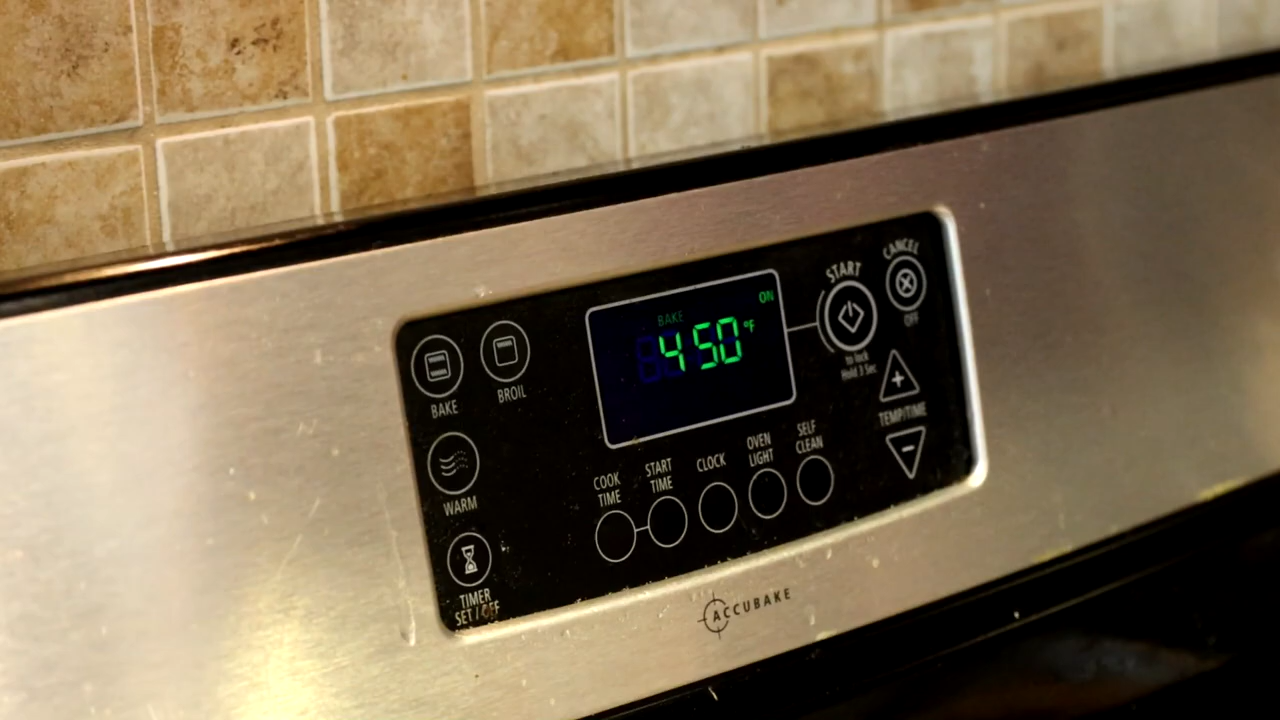 BAKE
BROIL
WARM
TIMER
SET / OFF
BAKE
ON
450°F
COOK
TIME
START
TIME
CLOCK
OVEN
LIGHT
SELF
CLEAN
START
to lock
Hold 3 Sec
CANCEL
OFF
+
TEMP/TIME
-
ACCUBAKE